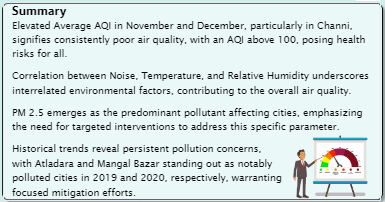 Summary
Elevated Average AQI in November and December, particularly in Channi,
signifies consistently poor air quality, with an AQI above 100, posing health
risks for all.
Correlation between Noise, Temperature, and Relative Humidity underscores
interrelated environmental factors, contributing to the overall air quality.
PM 2.5 emerges as the predominant pollutant affecting cities, emphasizing
the need for targeted interventions to address this specific parameter.
Historical trends reveal persistent pollution concerns,
with Atladara and Mangal Bazar standing out as notably
polluted cities in 2019 and 2020, respectively, warranting
focused mitigation efforts.